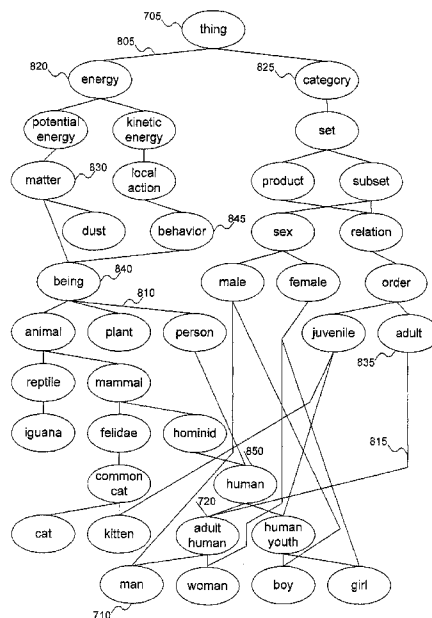 705
thing
805
820
energy
825
category
potential
energy
kinetic
energy
set
matter
830
local
action
product
subset
dust
behavior
845
sex
relation
being
840
male
female
order
810
animal
plant
person
juvenile
adult
835
reptile
mammal
iguana
felidae
hominid
850
815
common
cat
human
720
cat
kitten
adult
human
human
youth
man
woman
boy
girl
710